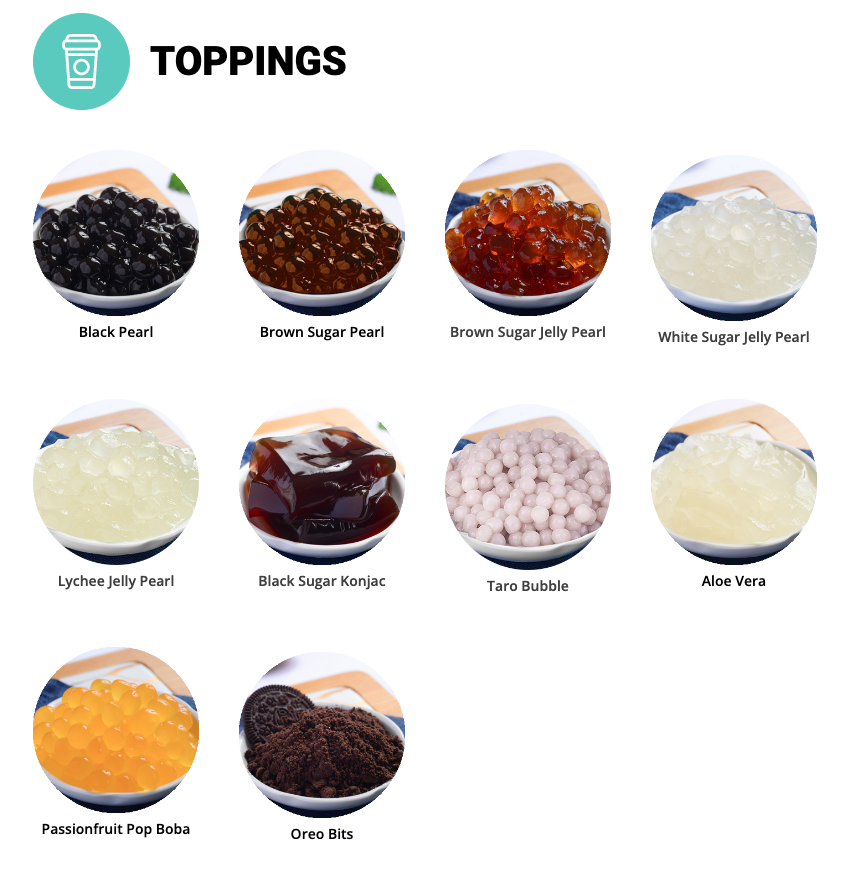 TOPPINGS
Black Pearl
Brown Sugar Pearl
Brown Sugar Jelly Pearl
White Sugar Jelly Pearl
Lychee Jelly Pearl
Black Sugar Konjac
Taro Bubble
Aloe Vera
Passionfruit Pop Boba
Oreo Bits